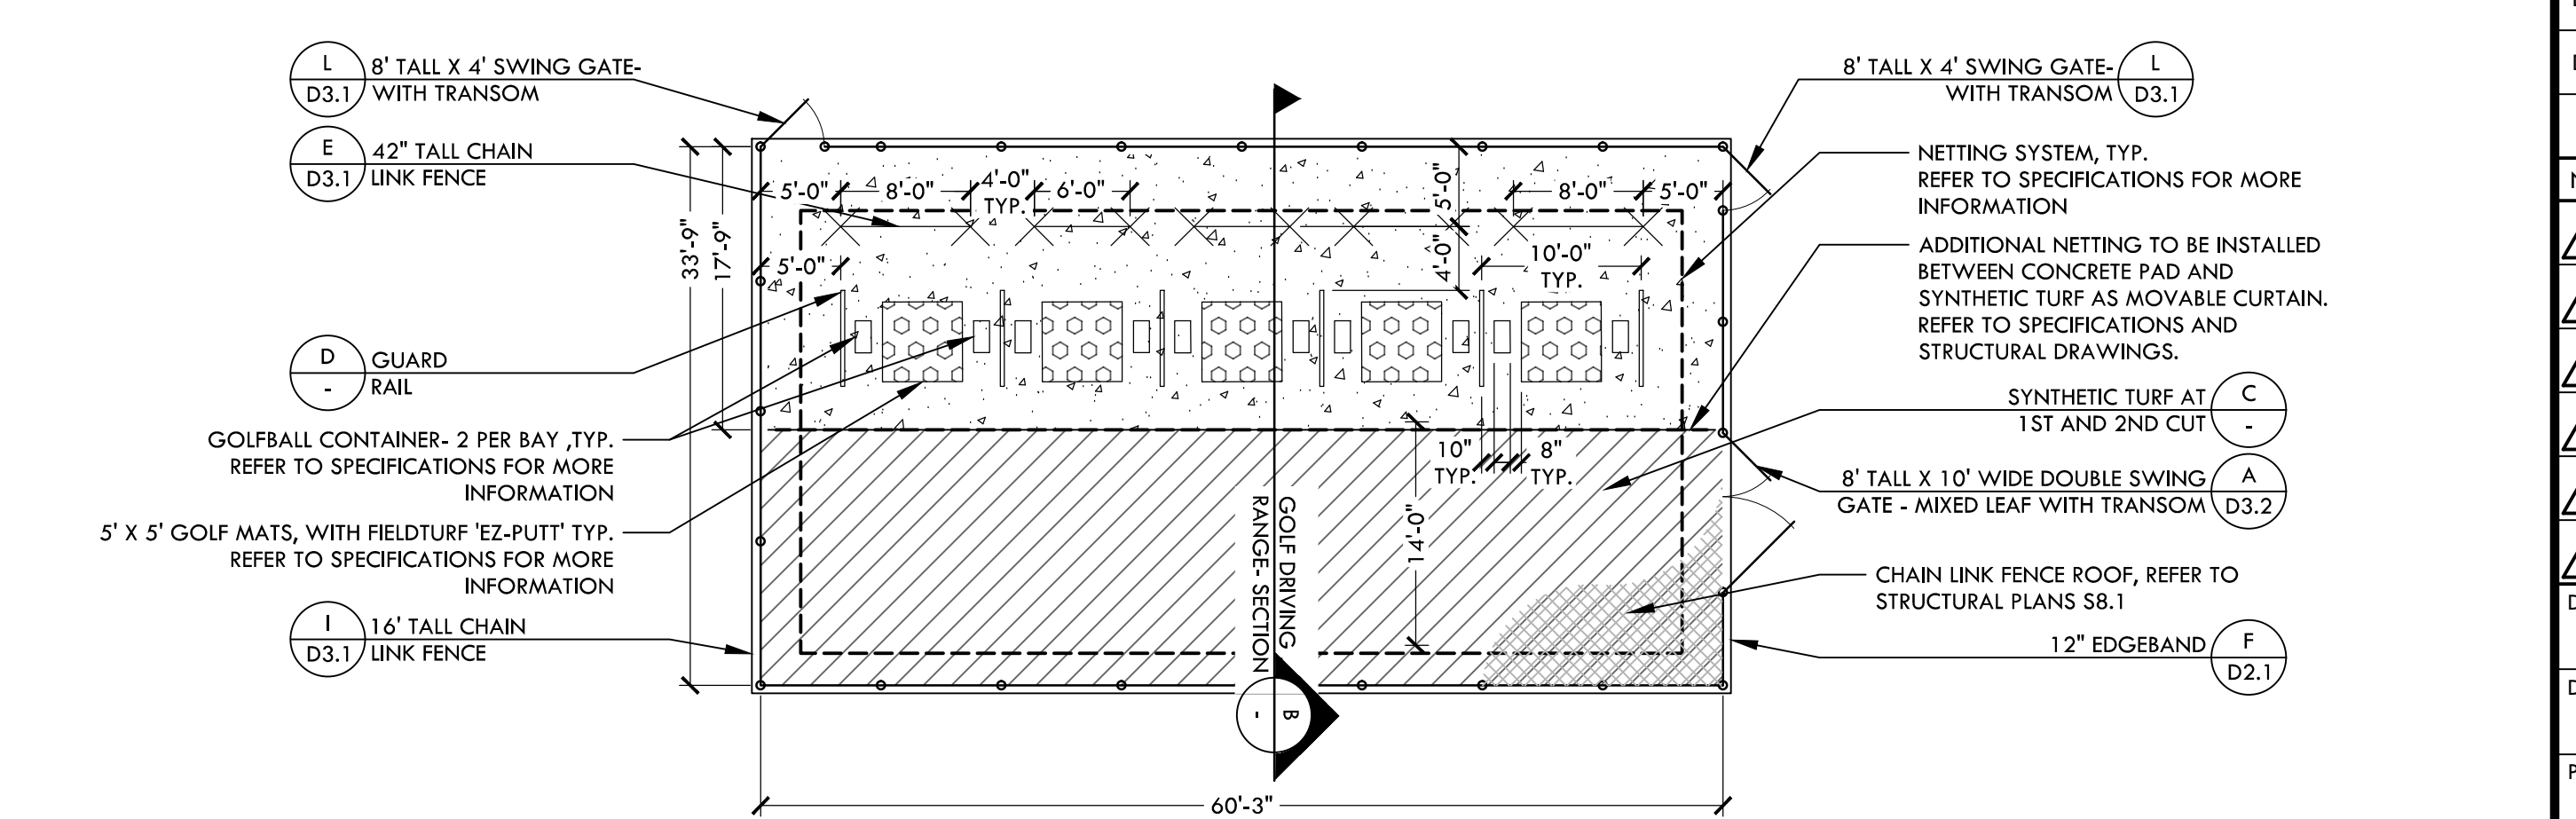 L
D3.1
8' TALL X 4' SWING GATE-
WITH TRANSOM
E
D3.1
42" TALL CHAIN
LINK FENCE
D
-
GUARD
RAIL
GOLFBALL CONTAINER- 2 PER BAY ,TYP.
REFER TO SPECIFICATIONS FOR MORE
INFORMATION
5' X 5' GOLF MATS, WITH FIELDTURF 'EZ-PUTT' TYP.
REFER TO SPECIFICATIONS FOR MORE
INFORMATION
I
D3.1
16' TALL CHAIN
LINK FENCE
33'-9"
17'-9"
5'-0"
8'-0"
4'-0"
TYP.
6'-0"
5'-0"
8'-0"
5'-0"
5'-0"
4'-0"
10'-0"
TYP.
10"
TYP.
8"
TYP.
14'-0"
GOLF DRIVING
RANGE- SECTION
B
-
60'-3"
8' TALL X 4' SWING GATE-
WITH TRANSOM
L
D3.1
NETTING SYSTEM, TYP.
REFER TO SPECIFICATIONS FOR MORE
INFORMATION
ADDITIONAL NETTING TO BE INSTALLED
BETWEEN CONCRETE PAD AND
SYNTHETIC TURF AS MOVABLE CURTAIN.
REFER TO SPECIFICATIONS AND
STRUCTURAL DRAWINGS.
SYNTHETIC TURF AT
1ST AND 2ND CUT
C
-
8' TALL X 10' WIDE DOUBLE SWING
GATE - MIXED LEAF WITH TRANSOM
A
D3.2
CHAIN LINK FENCE ROOF, REFER TO
STRUCTURAL PLANS S8.1
12" EDGEBAND
F
D2.1